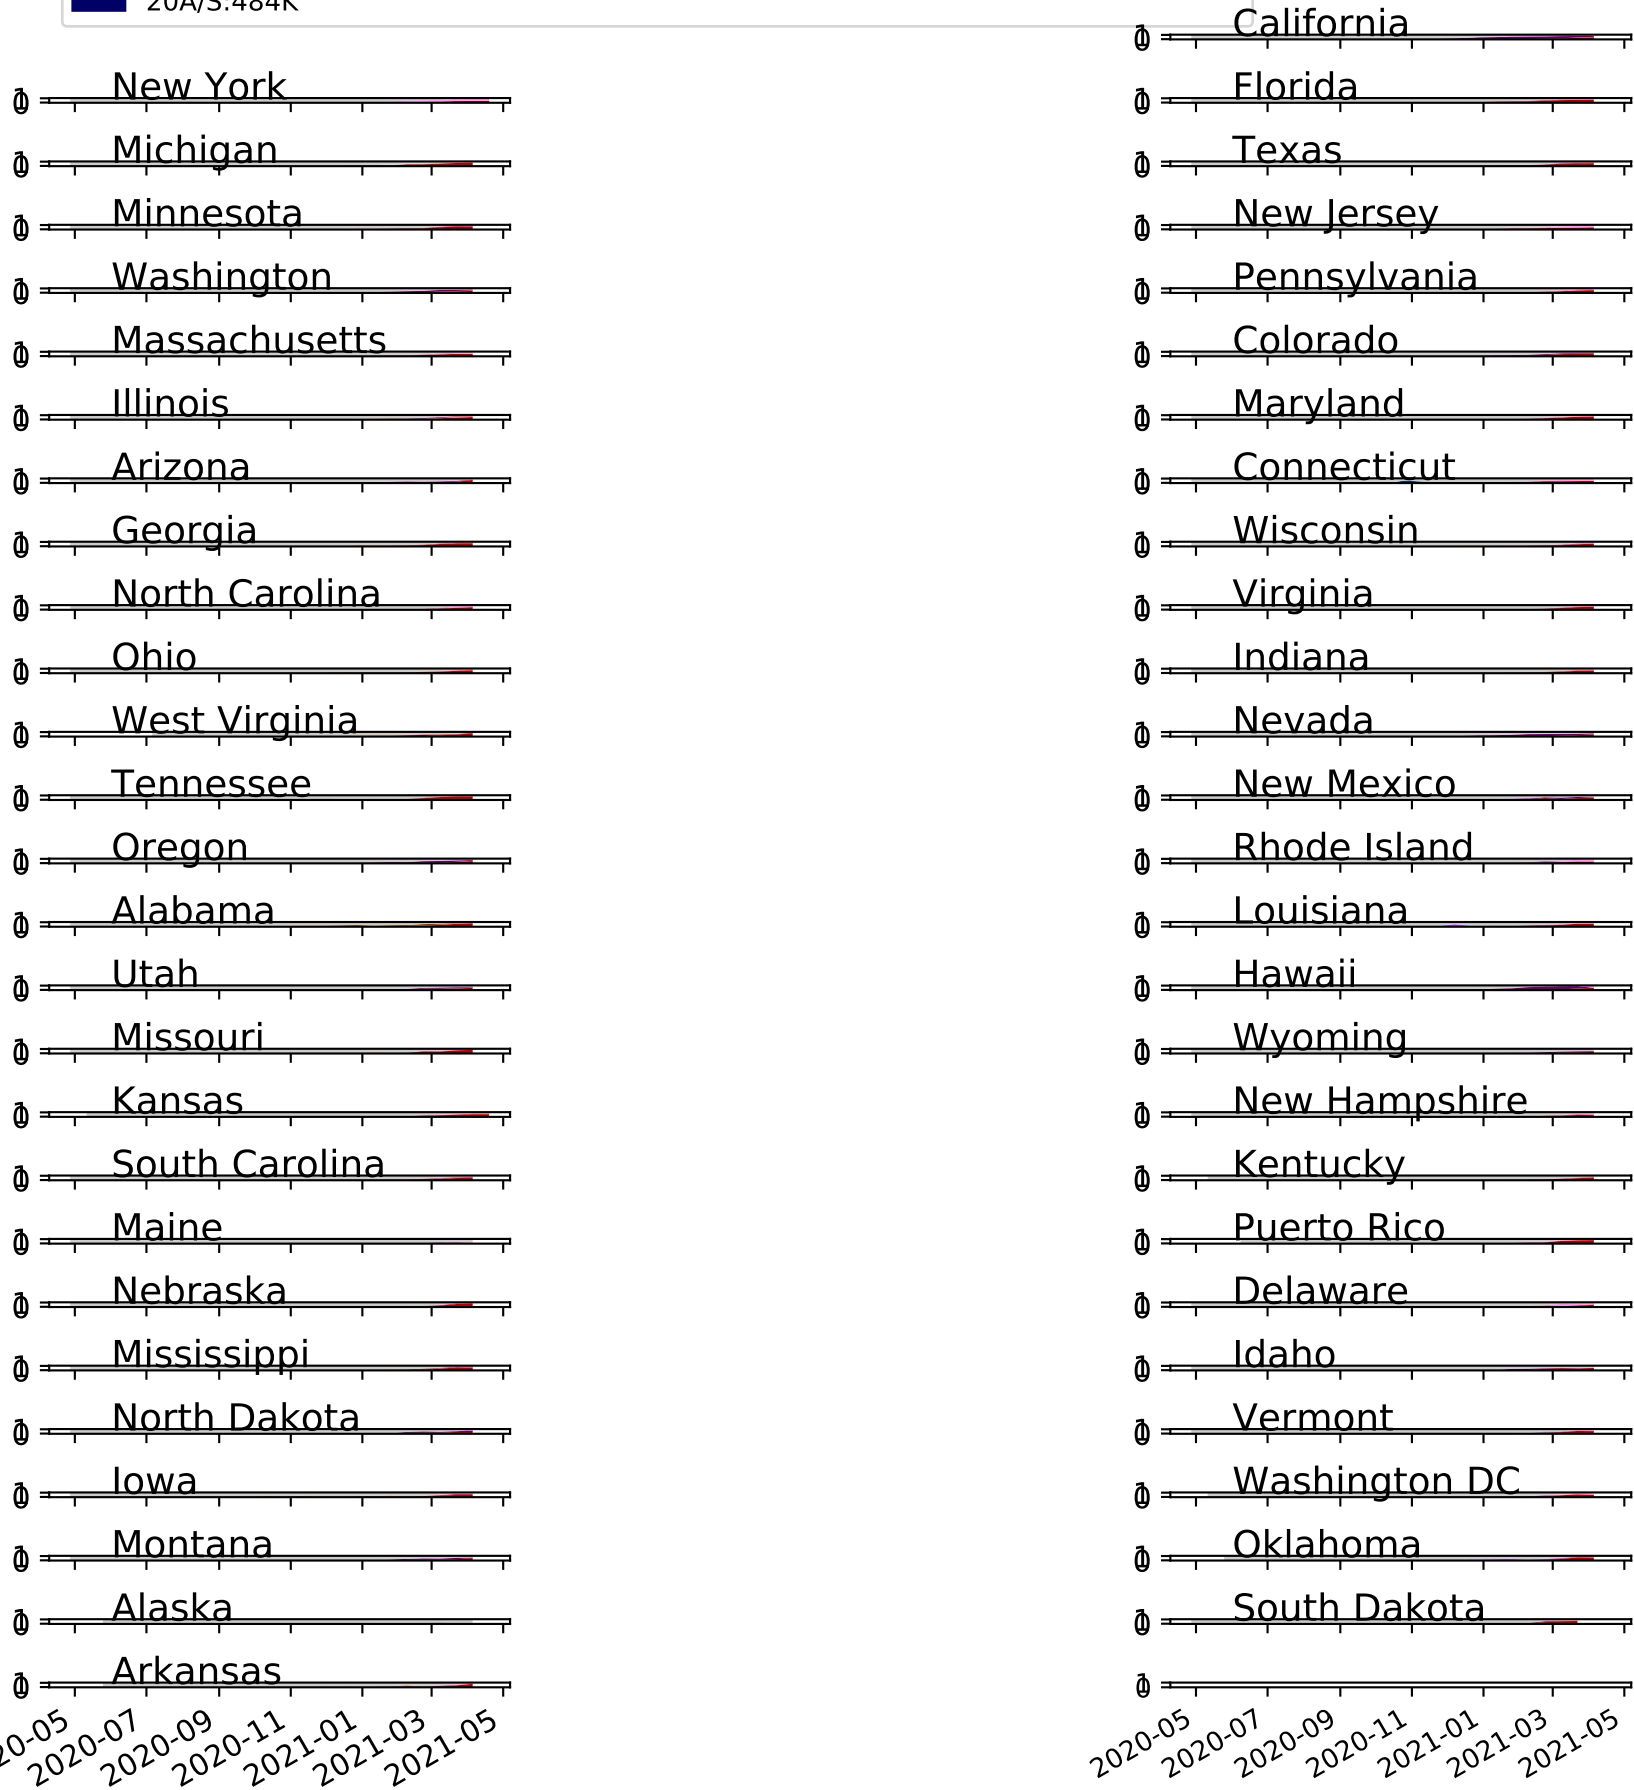 20A/S:484K
California
New York
Florida
Michigan
Texas
Minnesota
New Jersey
Washington
Pennsylvania
Massachusetts
Colorado
Illinois
Maryland
Arizona
Connecticut
Georgia
Wisconsin
North Carolina
Virginia
Ohio
Indiana
West Virginia
Nevada
Tennessee
New Mexico
Oregon
Rhode Island
Alabama
Louisiana
Utah
Hawaii
Missouri
Wyoming
Kansas
New Hampshire
South Carolina
Kentucky
Maine
Puerto Rico
Nebraska
Delaware
Mississippi
Idaho
North Dakota
Vermont
Iowa
Washington DC
Montana
Oklahoma
Alaska
South Dakota
Arkansas
20-05 2020-07 2020-09 2020-11 2021-01 2021-03 2021-05
2020-05 2020-07 2020-09 2020-11 2021-01 2021-03 2021-05